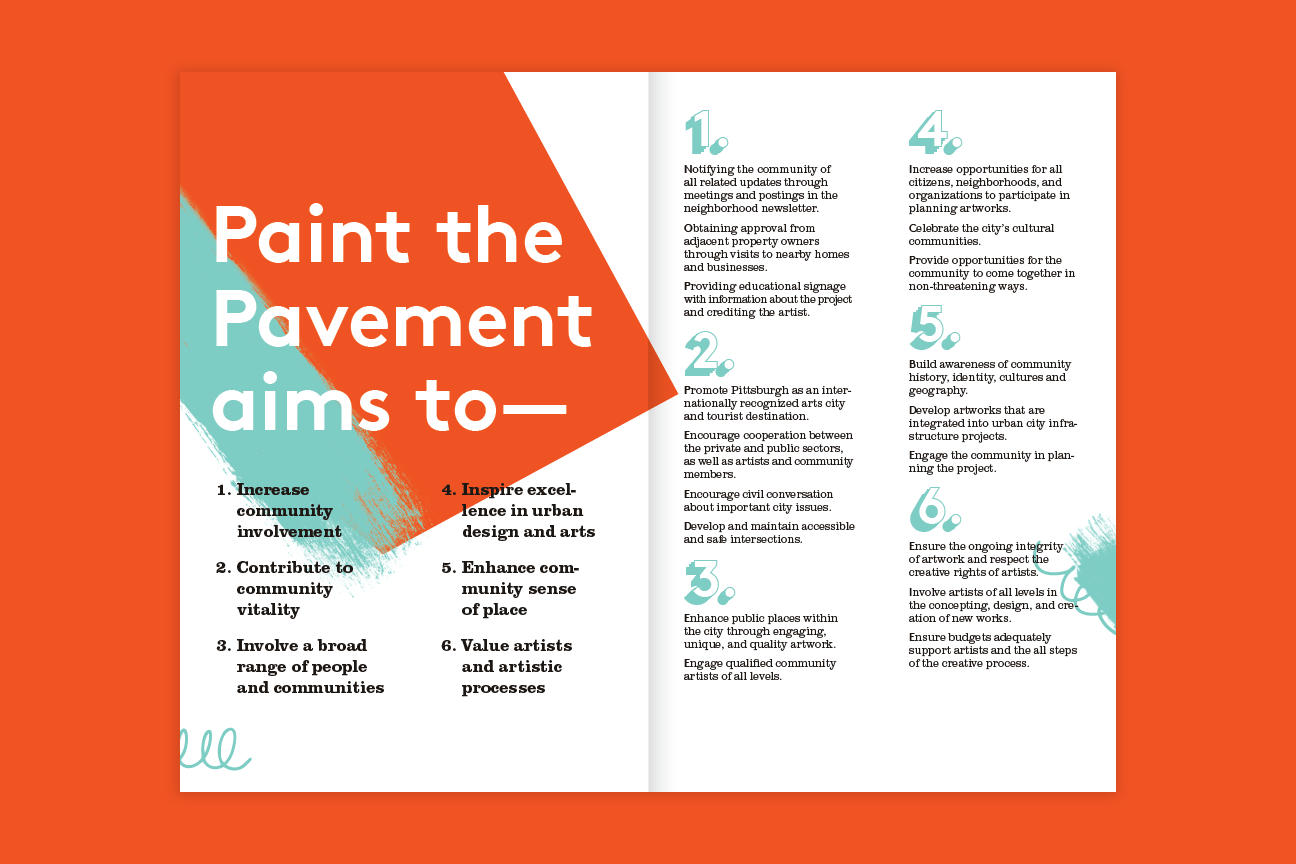 Paint the
Pavement
aims to—
1. Increase
community
involvement
2. Contribute to
community
vitality
3. Involve a broad
range of people
and communities
4. Inspire excel-
lence in urban
design and arts
5. Enhance com-
munity sense
of place
6. Value artists
and artistic
processes
1.
Notifying the community of
all related updates through
meetings and postings in the
neighborhood newsletter.
Obtaining approval from
adjacent property owners
through visits to nearby homes
and businesses.
Providing educational signage
with information about the project
and crediting the artist.
2.
Promote Pittsburgh as an inter-
nationally recognized arts city
and tourist destination.
Encourage cooperation between
the private and public sectors,
as well as artists and community
members.
Encourage civil conversation
about important city issues.
Develop and maintain accessible
and safe intersections.
3.
Enhance public places within
the city through engaging,
unique, and quality artwork.
Engage qualified community
artists of all levels.
4.
Increase opportunities for all
citizens, neighborhoods, and
organizations to participate in
planning artworks.
Celebrate the city's cultural
communities.
Provide opportunities for the
community to come together in
non-threatening ways.
5.
Build awareness of community
history, identity, cultures and
geography.
Develop artworks that are
integrated into urban city infra-
structure projects.
Engage the community in plan-
ning the project.
6.
Ensure the ongoing integrity
of artwork and respect the
creative rights of artists.
Involve artists of all levels in
the concepting, design, and cre-
ation of new works.
Ensure budgets adequately
support artists and the all steps
of the creative process.